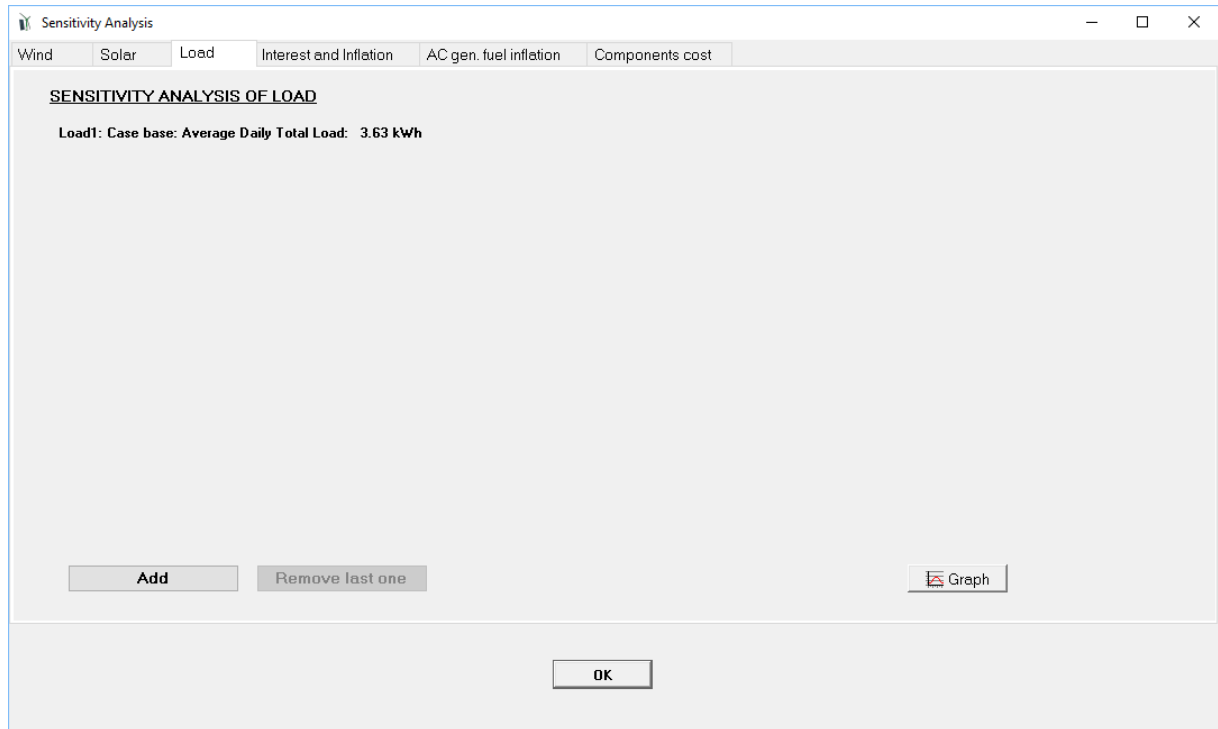 Sensitivity Analysis
Wind Solar Load Interest and Inflation AC gen. fuel inflation Components cost
SENSITIVITY ANALYSIS OF LOAD
Load1: Case base: Average Daily Total Load: 3.63 kWh
Add Remove last one Graph
OK